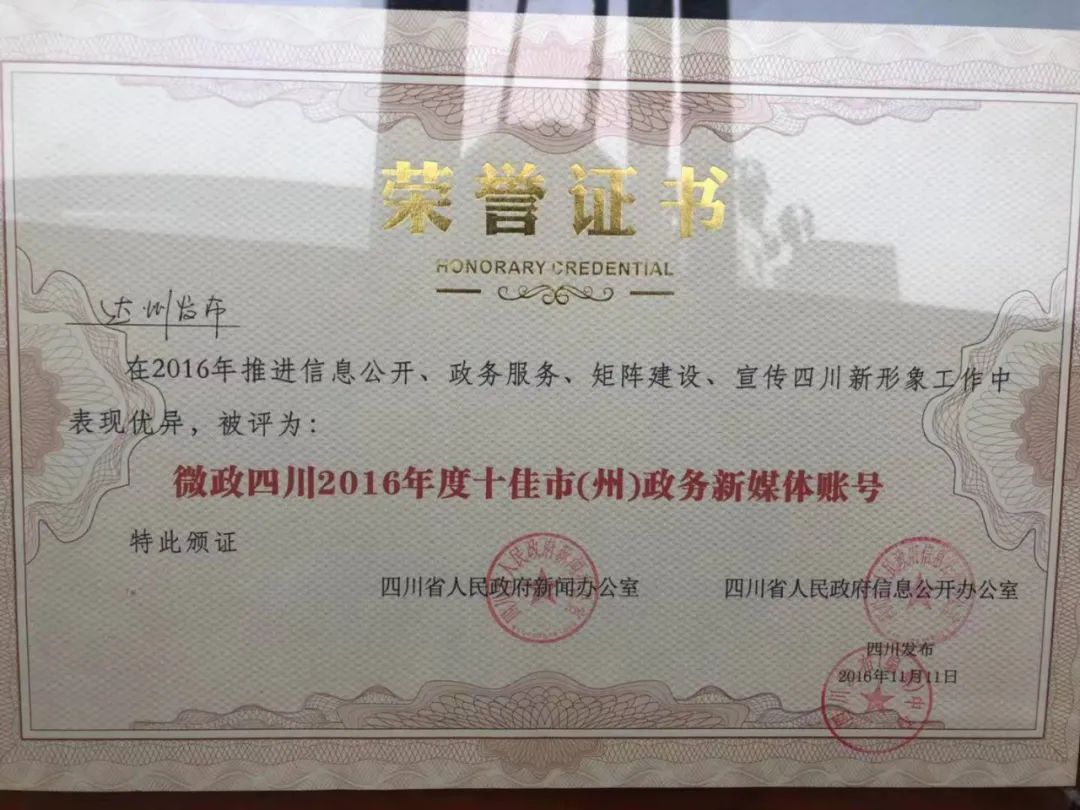 荣誉证书
HONORARY CREDENTIAL
达州发布
在2016年推进信息公开、政务服务、矩阵建设、宣传四川新形象工作中
表现优异，被评为：
微政四川2016年度十佳市(州)政务新媒体账号
特此颁证
四川省人民政府新闻办公室 四川省人民政府信息公开办公室
四川发布
2016年11月11日